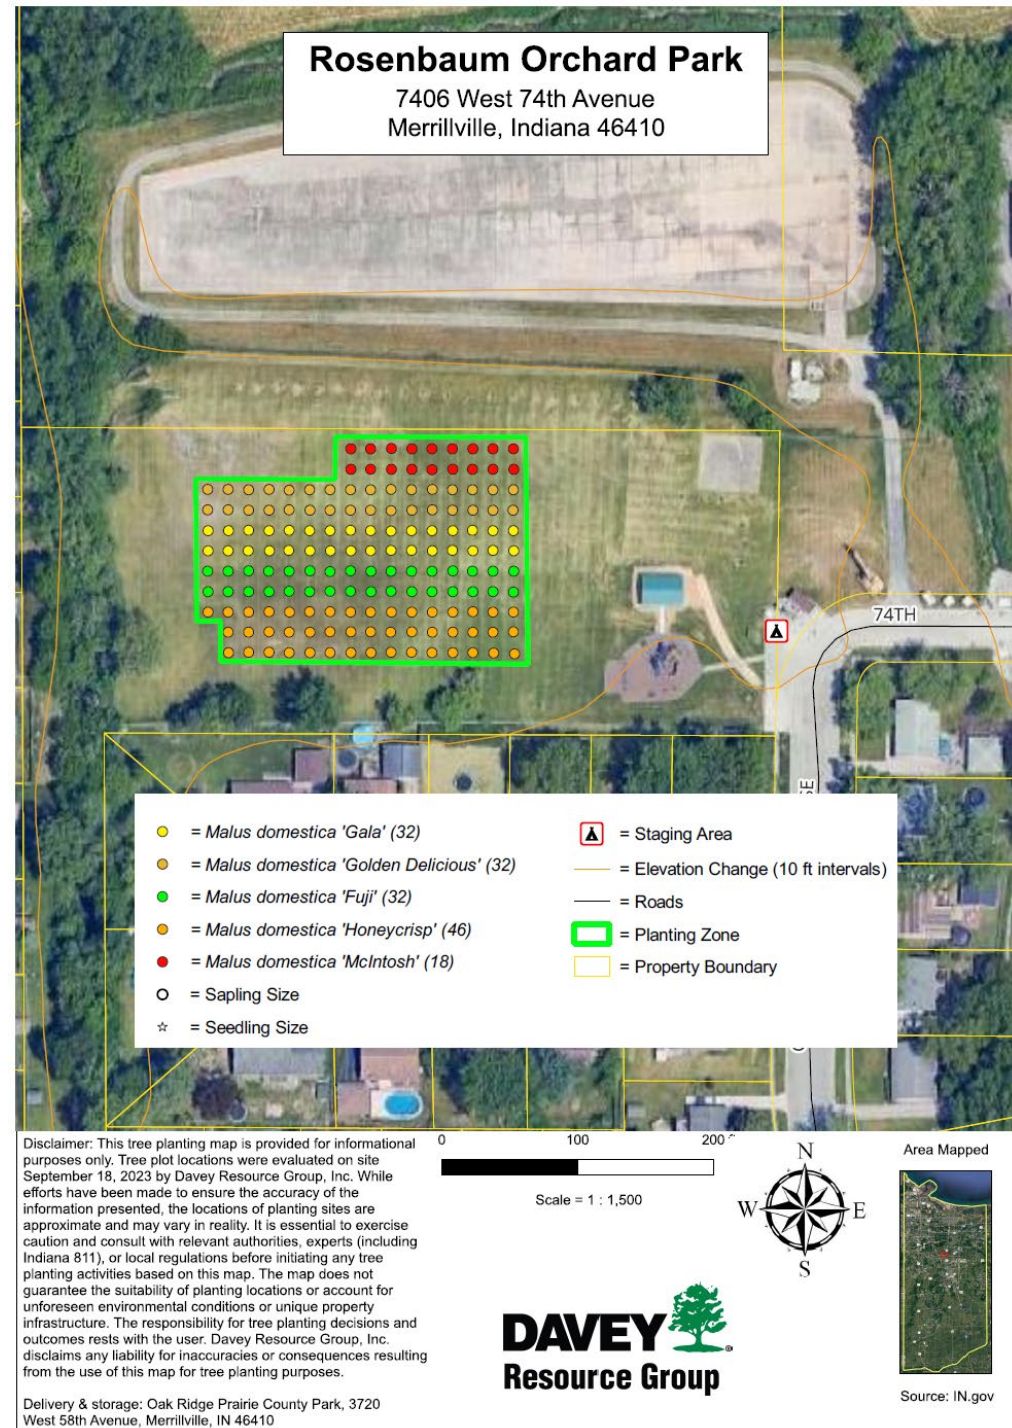 Rosenbaum Orchard Park
7406 West 74th Avenue
Merrillville, Indiana 46410
74TH
= Malus domestica 'Gala' (32)
= Malus domestica 'Golden Delicious' (32)
= Malus domestica 'Fuji' (32)
= Malus domestica 'Honeycrisp' (46)
= Malus domestica 'McIntosh' (18)
= Sapling Size
= Seedling Size
= Staging Area
= Elevation Change (10 ft intervals)
= Roads
= Planting Zone
= Property Boundary
Disclaimer: This tree planting map is provided for informational
purposes only. Tree plot locations were evaluated on site
September 18, 2023 by Davey Resource Group, Inc. While
efforts have been made to ensure the accuracy of the
information presented, the locations of planting sites are
approximate and may vary in reality. It is essential to exercise
caution and consult with relevant authorities, experts (including
Indiana 811), or local regulations before initiating any tree
planting activities based on this map. The map does not
guarantee the suitability of planting locations or account for
unforeseen environmental conditions or unique property
infrastructure. The responsibility for tree planting decisions and
outcomes rests with the user. Davey Resource Group, Inc.
disclaims any liability for inaccuracies or consequences resulting
from the use of this map for tree planting purposes.
Delivery & storage: Oak Ridge Prairie County Park, 3720
West 58th Avenue, Merrillville, IN 46410
0 100 200
Scale = 1 : 1,500
N
W E
S
DAVEY
Resource Group
Area Mapped
Source: IN.gov